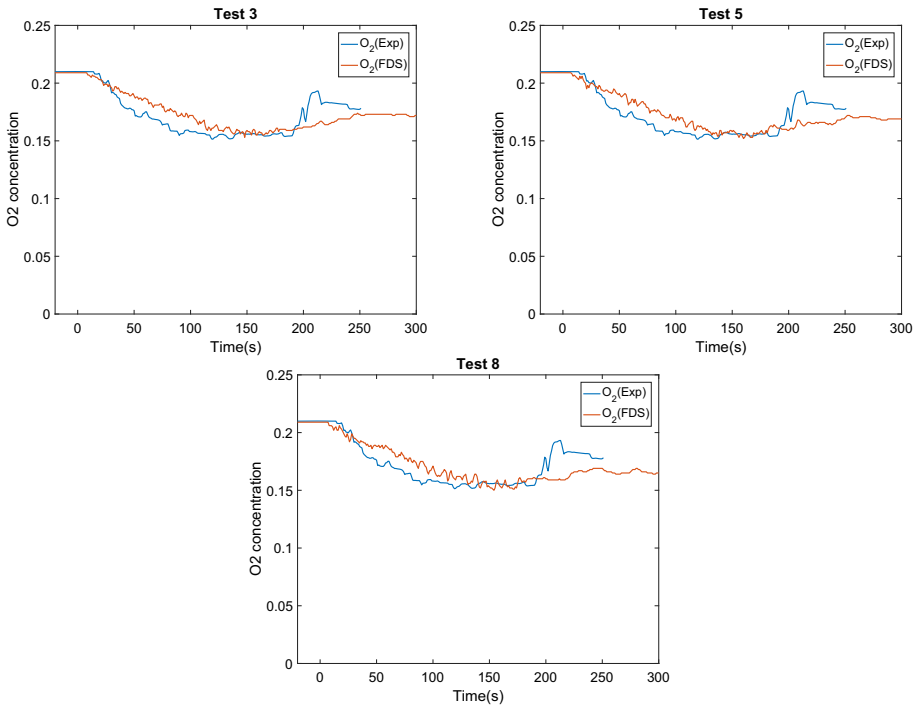 Test 3
0.25
0.2
0.15
0.1
0.05
0
O2 concentration
0 50 100 150 200 250 300
Time(s)
O2(Exp)
O2(FDS)
Test 5
0.25
0.2
0.15
0.1
0.05
0
O2 concentration
0 50 100 150 200 250 300
Time(s)
O2(Exp)
O2(FDS)
Test 8
0.25
0.2
0.15
0.1
0.05
0
O2 concentration
0 50 100 150 200 250 300
Time(s)
O2(Exp)
O2(FDS)